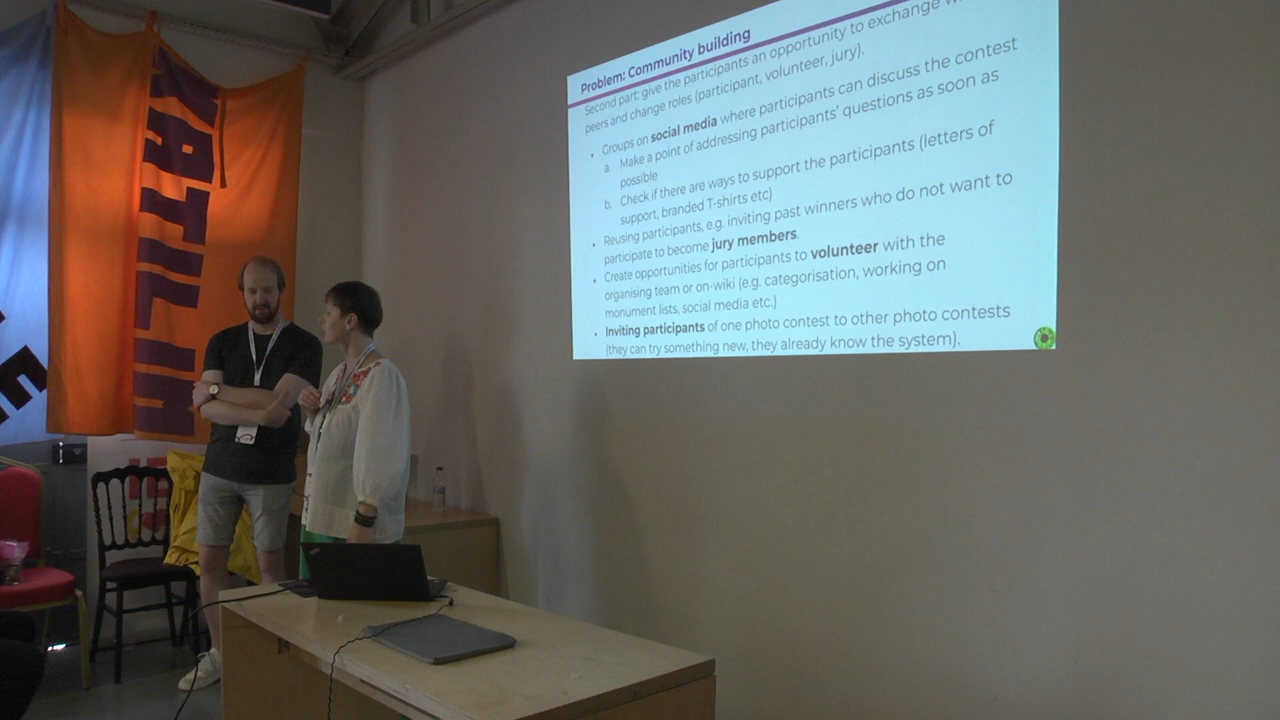 Problem: Community building
Second part: give the participants an opportunity to exchange
peers and change roles (participant, volunteer, jury).
• Groups on social media where participants can discuss the contest
a. Make a point of addressing participants' questions as soon as
possible
b. Check if there are ways to support the participants (letters of
support, branded T-shirts etc)
• Reusing participants, e.g. inviting past winners who do not want to
participate to become jury members.
• Create opportunities for participants to volunteer with the
organising team or on-wiki (e.g. categorisation, working on
monument lists, social media etc.)
• Inviting participants of one photo contest to other photo contests
(they can try something new, they already know the system).